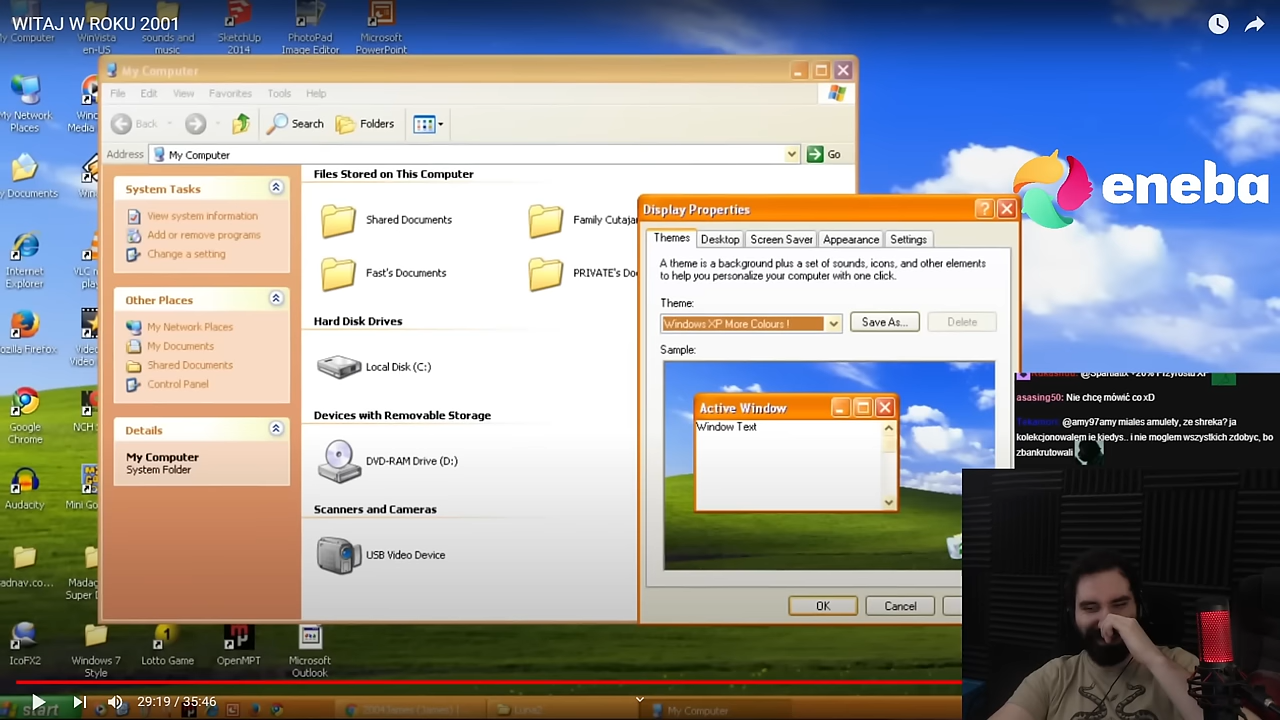 WITAJ W ROKU 2001
My Computer
WinVista
en-US
sounds and
music
SketchUp
2014
PhotoPad
Image Editor
Microsoft
PowerPoint
My Computer
File Edit View Favorites Tools Help
Back Search Folders
Address My Computer Go
My Network
Places
Internet
Explorer
Google
Chrome
Audacity
System Tasks
View system information
Add or remove programs
Change a setting
Other Places
My Network Places
My Documents
Shared Documents
Control Panel
Details
My Computer
System Folder
Files Stored on This Computer
Shared Documents
Family Cutajar
Fast's Documents
PRIVATE's Do
Hard Disk Drives
Local Disk (C:)
Devices with Removable Storage
DVD-RAM Drive (D:)
Scanners and Cameras
USB Video Device
Display Properties
Themes Desktop Screen Saver Appearance Settings
A theme is a background plus a set of sounds, icons, and other elements
to help you personalize your computer with one click.
Theme:
Windows XP More Colours ! Save As... Delete
Sample:
Active Window
Window Text
OK Cancel
eneba
asasing50: Nie chcę mówić co xD
@amy97amy miales amulety, ze shreka? ja
kolekcjonowalem je kiedys.. i nie moglem wszystkich zdobyc, bo
zbankrutowali
IcoFX2
Windows 7
Style
Lotto Game
OpenMPT
Microsoft
Outlook
start
29:19 / 35:46
My Computer